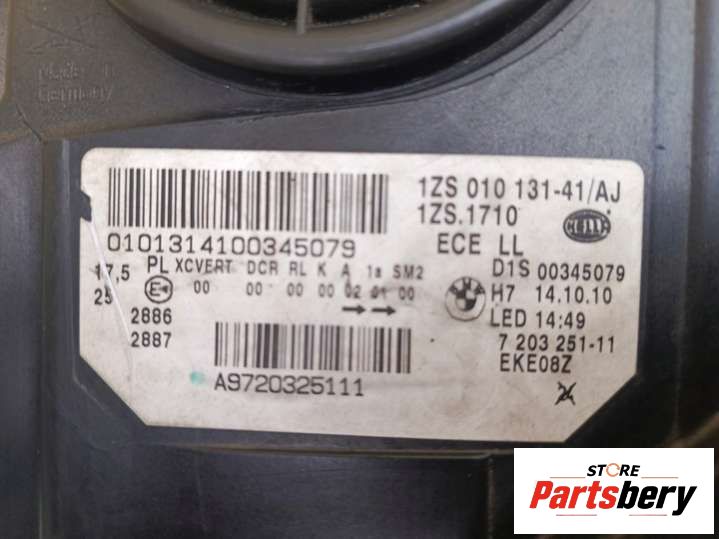 Made in
Germany
1ZS 010 131-41/AJ
1ZS.1710
HELLA
0101314100345079
ECE LL
17,5 PL XCVERT DCR RL K A 1a SM2
D1S 00345079
25 E 00 00 00 00 02 01 00
H7 14.10.10
2886
LED 14:49
2887
7 203 251-11
EKE08Z
A9720325111
STORE
Partsbery